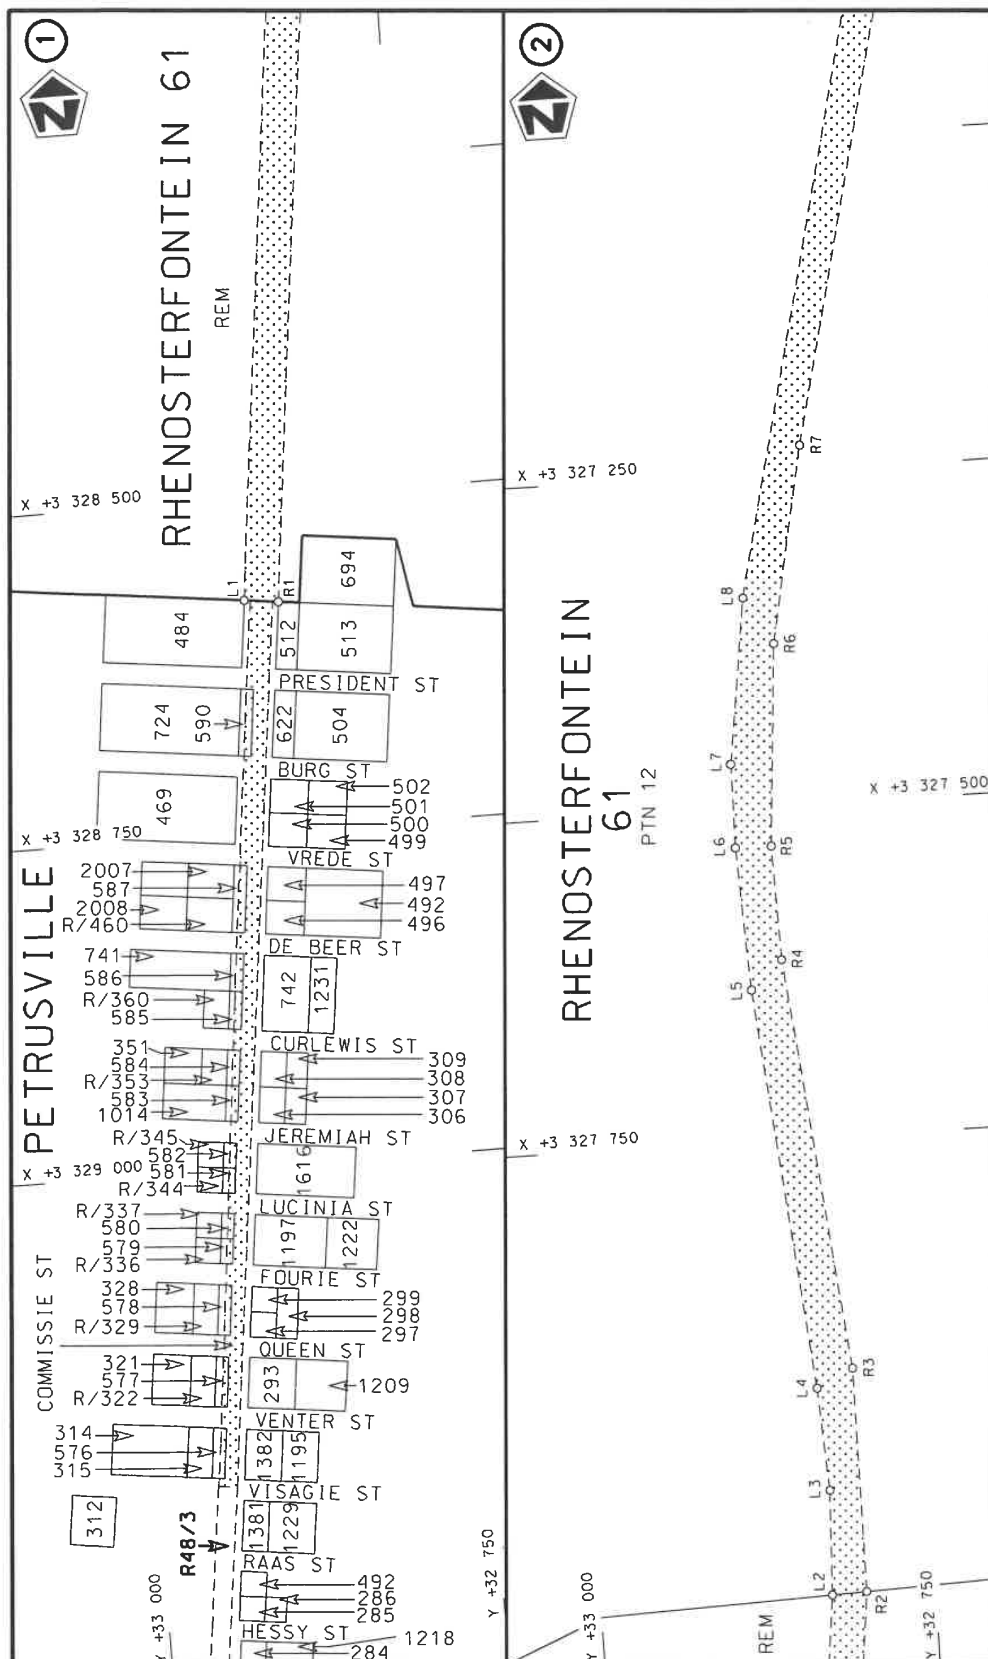 1
N
RHENOSTERFONTEIN 61
REM
X +3 328 500
L1
R1
694
484
512
513
PRESIDENT ST
724
590
622
504
BURG ST
469
502
501
500
499
X +3 328 750
VREDE ST
PETRUSVILLE
2007
587
2008
R/460
497
492
496
DE BEER ST
741
586
R/360
585
742
1231
CURLEWIS ST
351
584
R/353
583
1014
309
308
307
306
JEREMIAH ST
R/345
582
X +3 329 000
581
R/344
1616
LUCINIA ST
R/337
580
579
R/336
1197
1222
FOURIE ST
COMMISSIE ST
328
578
R/329
299
298
297
QUEEN ST
321
577
R/322
293
1209
VENTER ST
314
576
315
1382
1195
VISAGIE ST
312
R48/3
1381
1229
RAAS ST
492
286
285
HESSY ST
1218
284
Y +33 000
Y +32 750
2
N
X +3 327 250
R7
L8
R6
RHENOSTERFONTEIN
61
PTN 12
L7
X +3 327 500
L6
R5
R4
L5
X +3 327 750
R3
L4
L3
L2
R2
Y +33 000
REM
Y +32 750